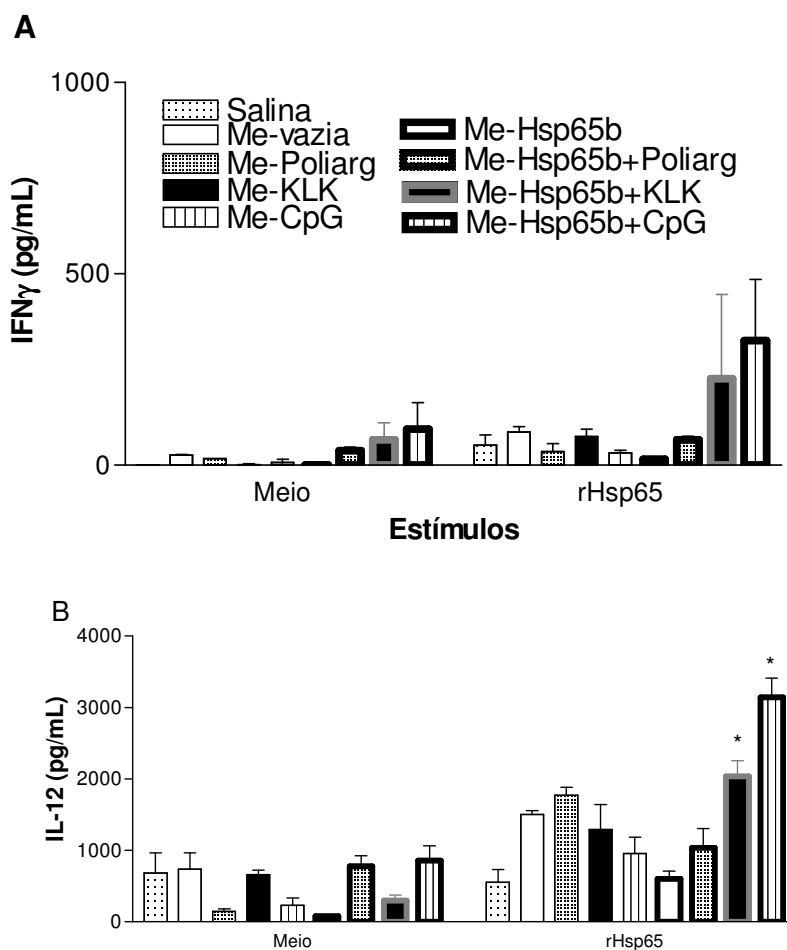 A
IFNγ (pg/mL)
1000
500
0
Salina
Me-vazia
Me-Poliarg
Me-KLK
Me-CpG
Me-Hsp65b
Me-Hsp65b+Poliarg
Me-Hsp65b+KLK
Me-Hsp65b+CpG
Meio
rHsp65
Estímulos
B
IL-12 (pg/mL)
4000
3000
2000
1000
0
*
*
Meio
rHsp65